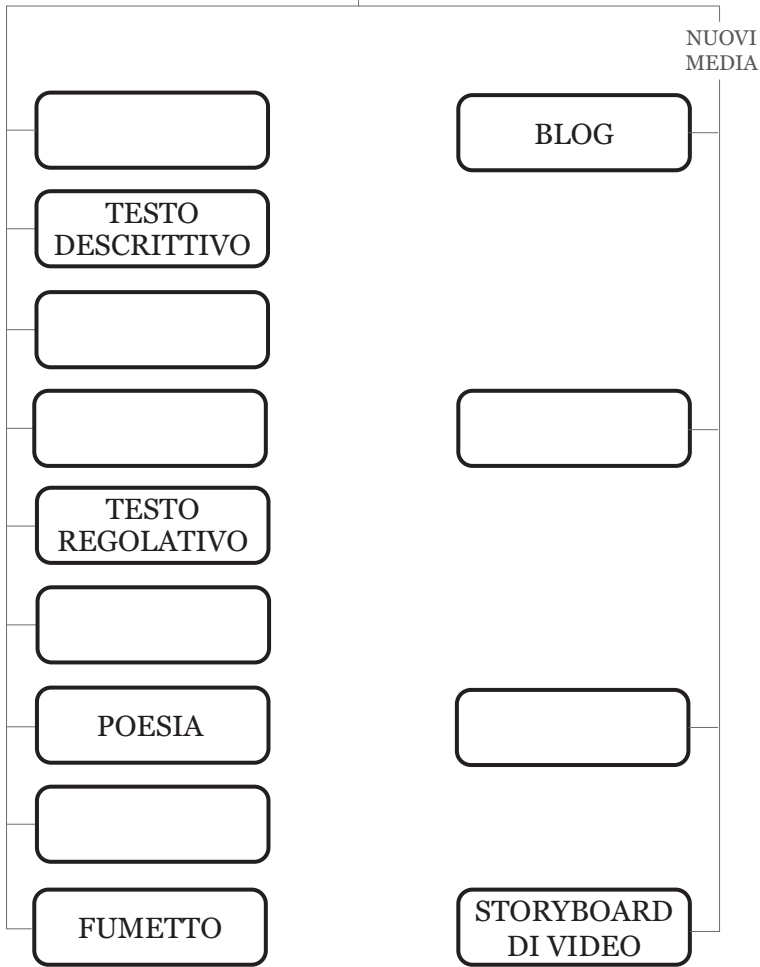 NUOVI
MEDIA
BLOG
TESTO
DESCRITTIVO
TESTO
REGOLATIVO
POESIA
FUMETTO
STORYBOARD
DI VIDEO